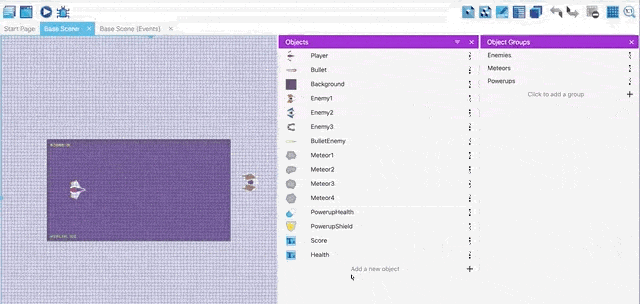 Start Page
Base Scene
Base Scene (Events)
Objects
Player
Bullet
Background
Enemy1
Enemy2
Enemy3
BulletEnemy
Meteor1
Meteor2
Meteor3
Meteor4
PowerupHealth
PowerupShield
Score
Health
Add a new object
Object Groups
Enemies
Meteors
Powerups
Click to add a group